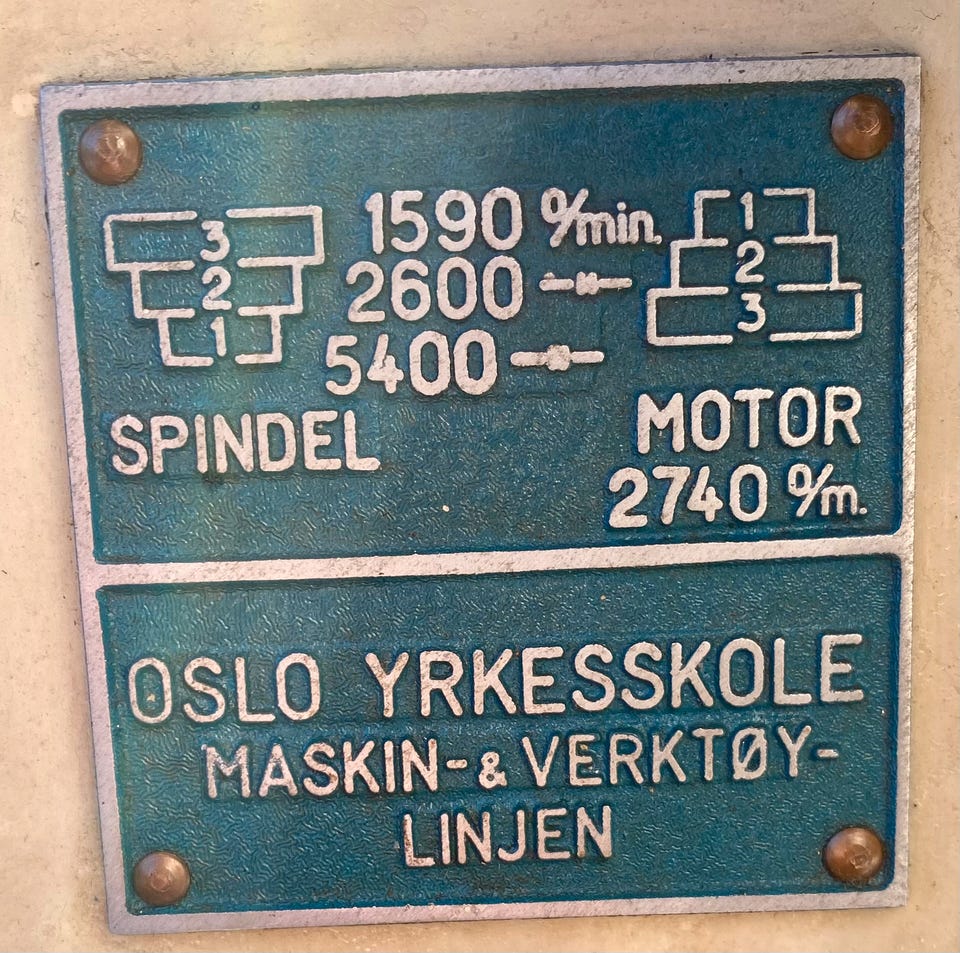 3 1590 º/min. 1
2 2600 –"– 2
1 5400 –"– 3
SPINDEL MOTOR
2740 º/m.
OSLO YRKESSKOLE
MASKIN-& VERKTØY-
LINJEN